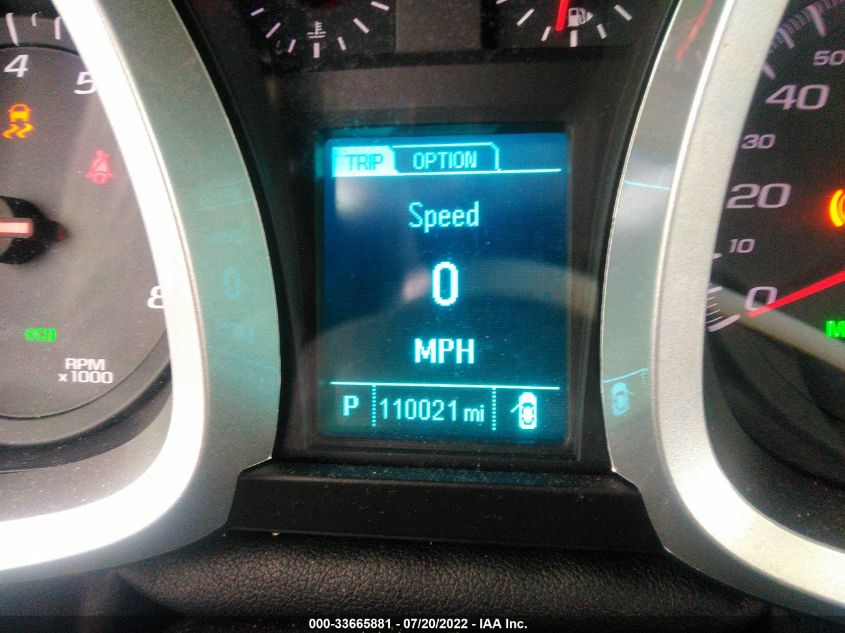 4
5
8
ECO
RPM
x1000
TRIP OPTION
Speed
0
MPH
P 110021 mi
50
40
30
20
10
0
M
000-33665881 - 07/20/2022 - IAA Inc.